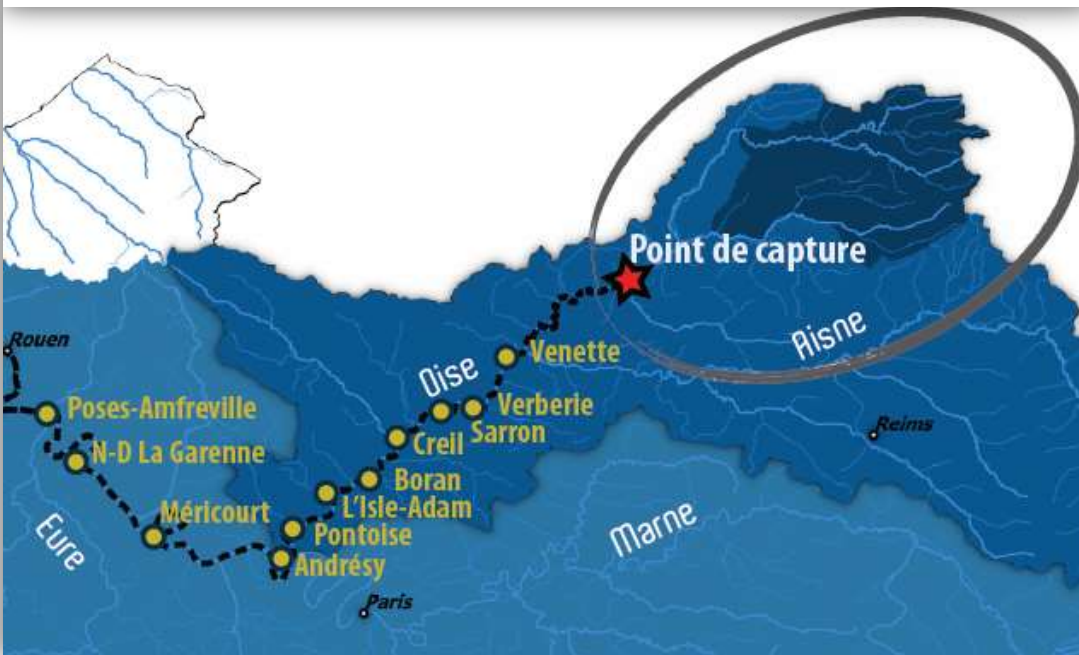 Point de capture
Aisne
Rouen
Venette
Oise
Poses-Amfreville
Verberie
Sarron
Reims
N-D La Garenne
Creil
Boran
L'Isle-Adam
Méricourt
Marne
Eure
Pontoise
Andrésy
Paris